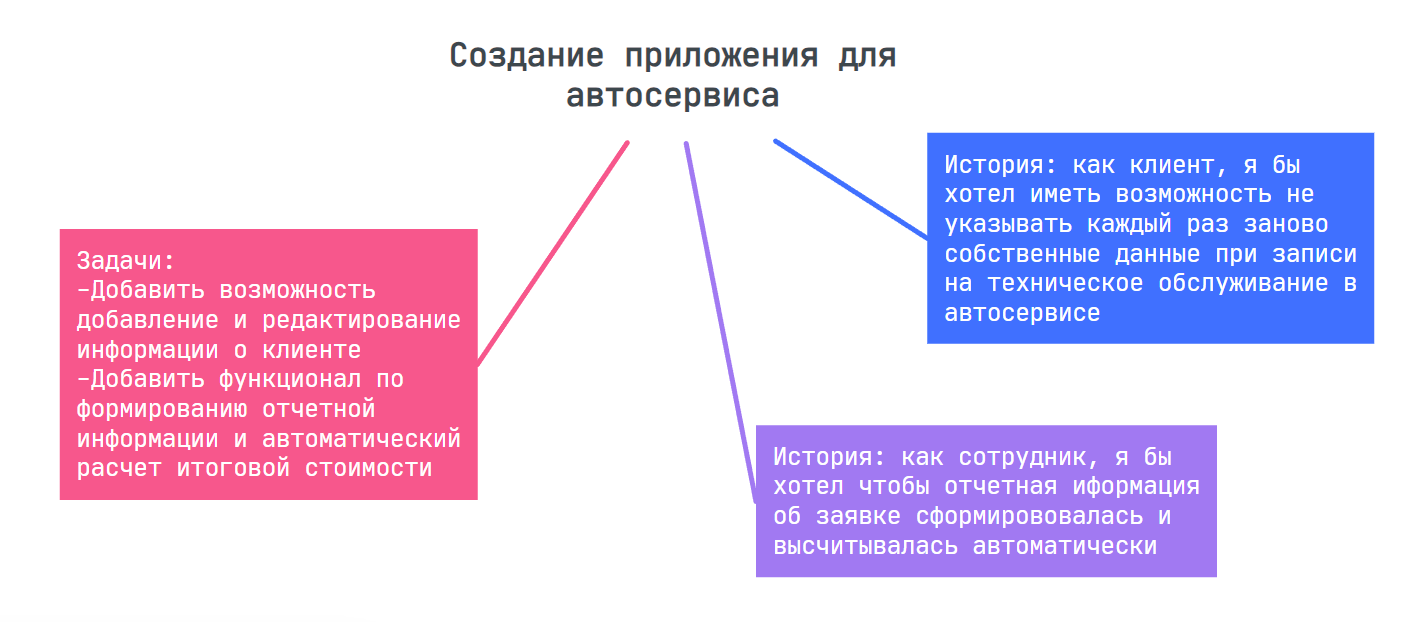 Создание приложения для
автосервиса
История: как клиент, я бы
хотел иметь возможность не
указывать каждый раз заново
собственные данные при записи
на техническое обслуживание в
автосервисе
Задачи:
-Добавить возможность
добавление и редактирование
информации о клиенте
-Добавить функционал по
формированию отчетной
информации и автоматический
расчет итоговой стоимости
История: как сотрудник, я бы
хотел чтобы отчетная иформация
об заявке сформирововалась и
высчитывалась автоматически